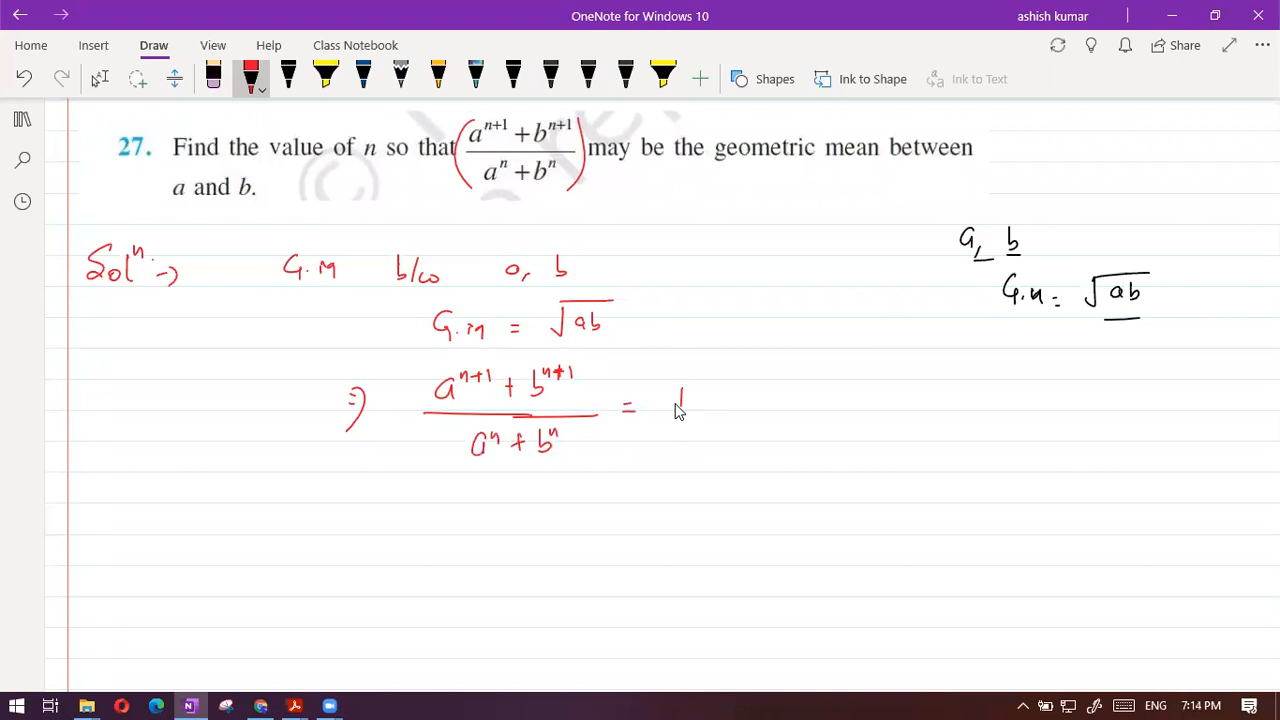 OneNote for Windows 10
ashish kumar
Home Insert Draw View Help Class Notebook Share
Shapes Ink to Shape Ink to Text
27. Find the value of n so that (a^{n+1} + b^{n+1})/(a^n + b^n) may be the geometric mean between
a and b.
Sol^n :→ G.M b/w a, b
G.M = √ab
⇒ (a^{n+1} + b^{n+1})/(a^n + b^n) =
a, b
G.M = √ab
ENG 7:14 PM